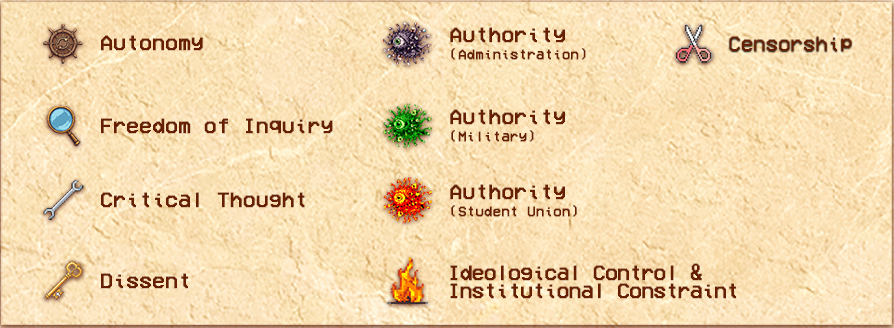 Autonomy
Freedom of Inquiry
Critical Thought
Dissent
Authority
(Administration)
Authority
(Military)
Authority
(Student Union)
Ideological Control &
Institutional Constraint
Censorship